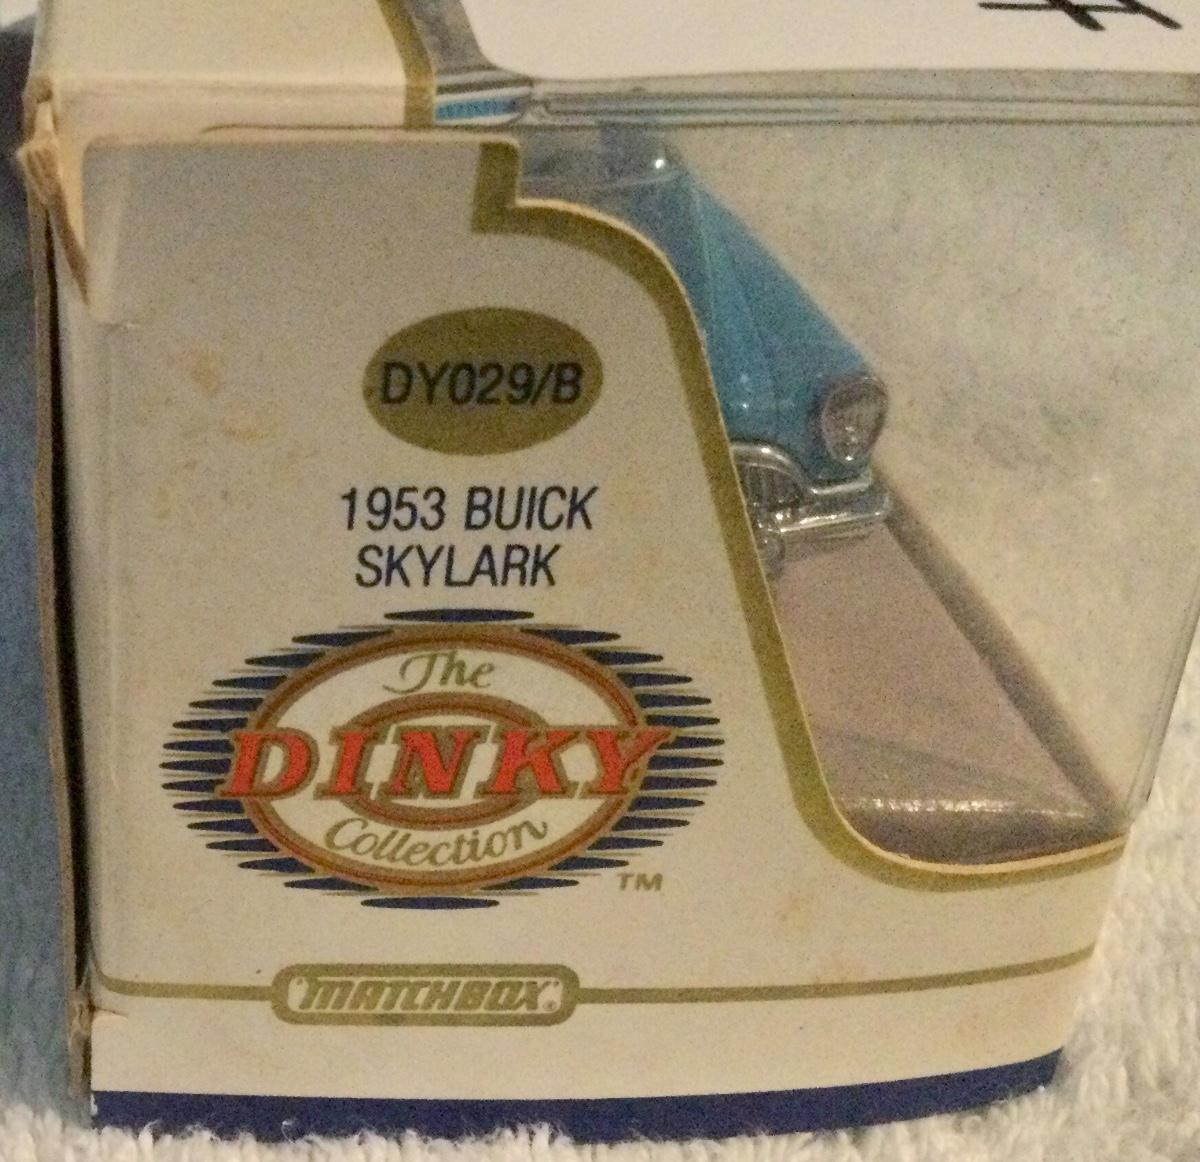 DY029/B
1953 BUICK
SKYLARK
The
DINKY
Collection
TM
"MATCHBOX"®